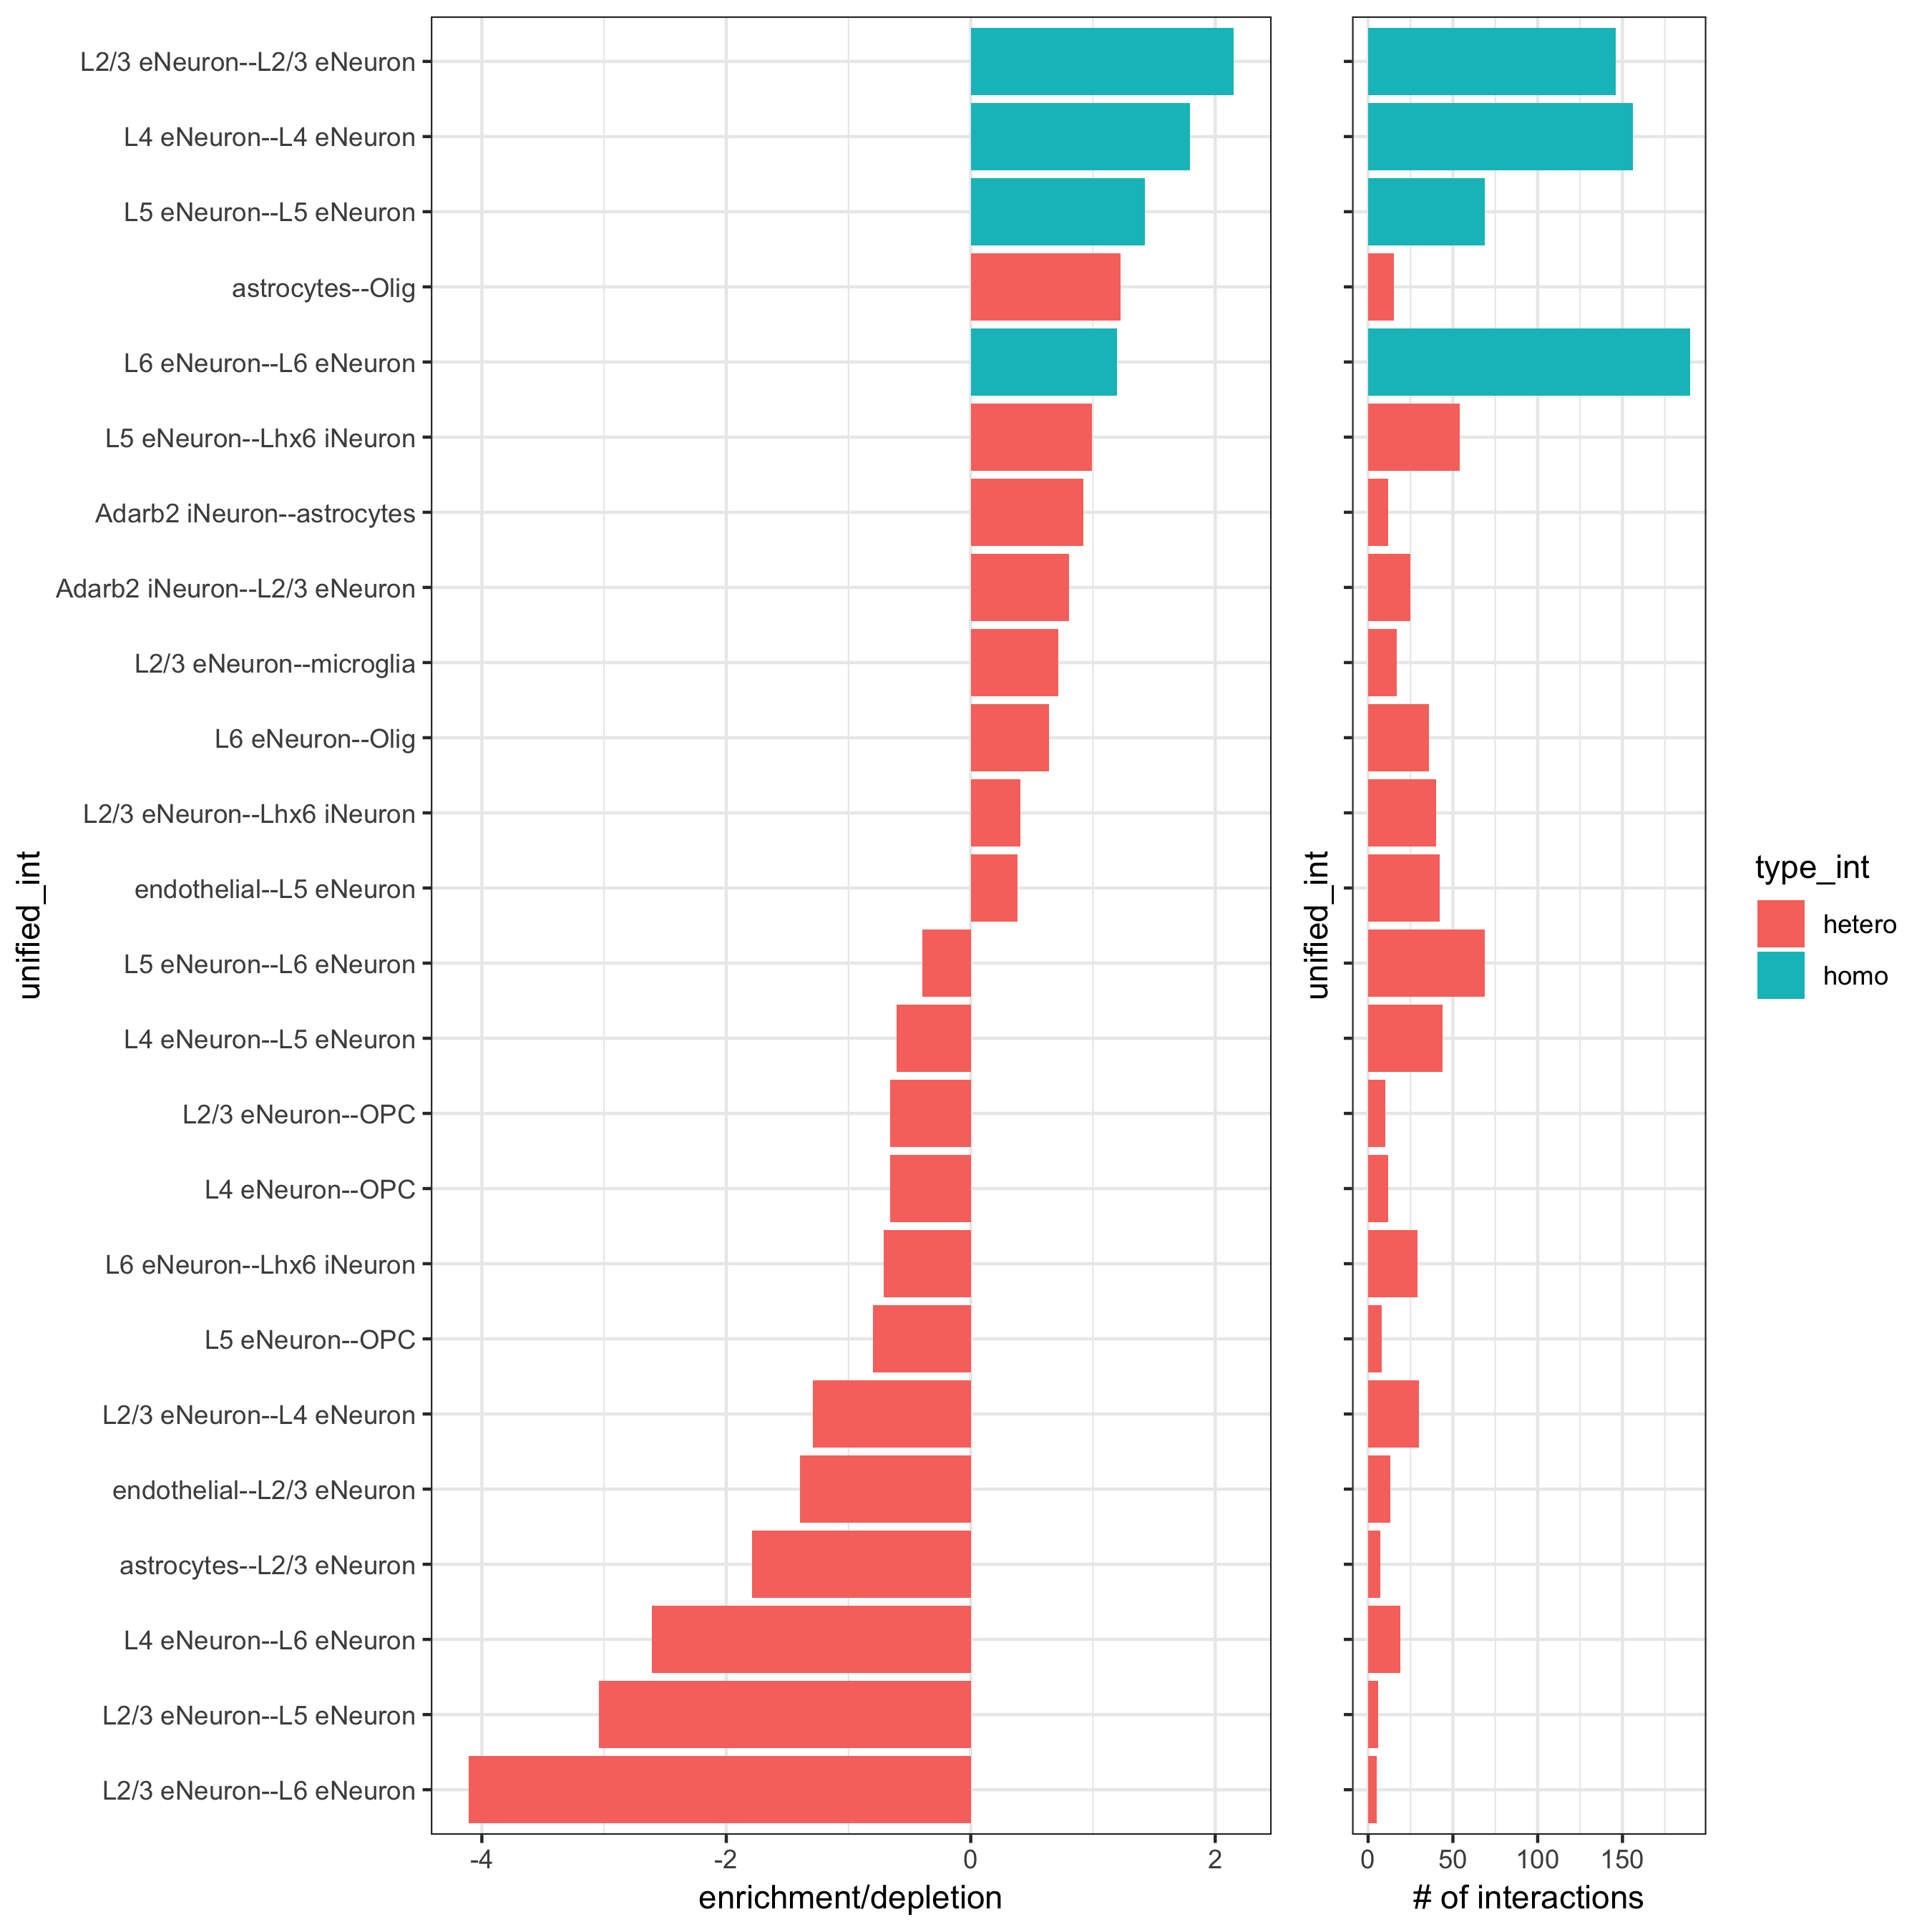 unified_int
L2/3 eNeuron--L2/3 eNeuron
L4 eNeuron--L4 eNeuron
L5 eNeuron--L5 eNeuron
astrocytes--Olig
L6 eNeuron--L6 eNeuron
L5 eNeuron--Lhx6 iNeuron
Adarb2 iNeuron--astrocytes
Adarb2 iNeuron--L2/3 eNeuron
L2/3 eNeuron--microglia
L6 eNeuron--Olig
L2/3 eNeuron--Lhx6 iNeuron
endothelial--L5 eNeuron
L5 eNeuron--L6 eNeuron
L4 eNeuron--L5 eNeuron
L2/3 eNeuron--OPC
L4 eNeuron--OPC
L6 eNeuron--Lhx6 iNeuron
L5 eNeuron--OPC
L2/3 eNeuron--L4 eNeuron
endothelial--L2/3 eNeuron
astrocytes--L2/3 eNeuron
L4 eNeuron--L6 eNeuron
L2/3 eNeuron--L5 eNeuron
L2/3 eNeuron--L6 eNeuron
-4 -2 0 2
enrichment/depletion
unified_int
0 50 100 150
# of interactions
type_int
hetero
homo